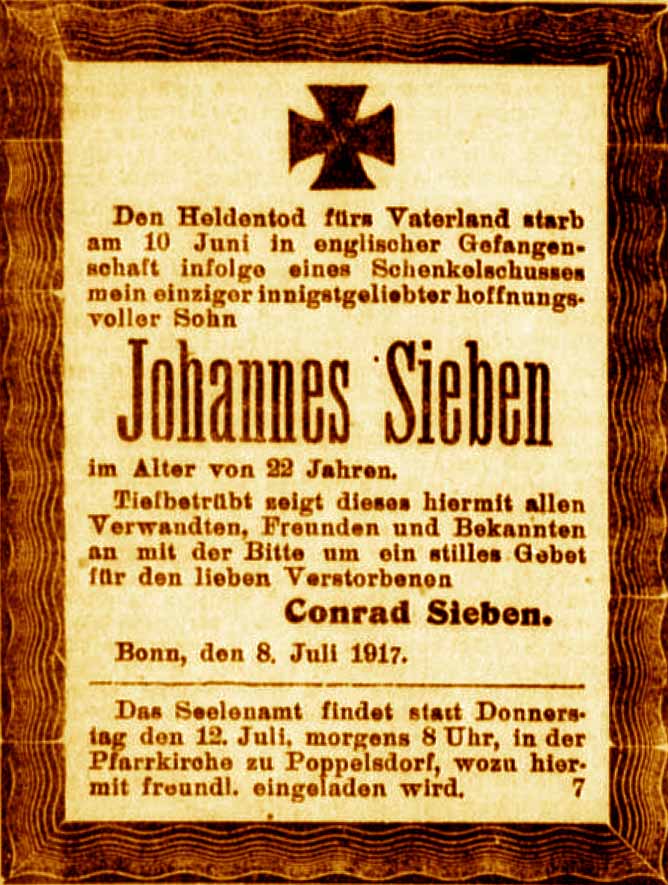 Den Heldentod fürs Vaterland starb
am 10 Juni in englischer Gefangen-
schaft infolge eines Schenkelschusses
mein einziger innigstgeliebter hoffnungs-
voller Sohn
Johannes Sieben
im Alter von 22 Jahren.
Tiefbetrübt zeigt dieses hiermit allen
Verwandten, Freunden und Bekannten
an mit der Bitte um ein stilles Gebet
für den lieben Verstorbenen
Conrad Sieben.
Bonn, den 8. Juli 1917.
Das Seelenamt findet statt Donners-
tag den 12. Juli, morgens 8 Uhr, in der
Pfarrkirche zu Poppelsdorf, wozu hier-
mit freundl. eingeladen wird. 7